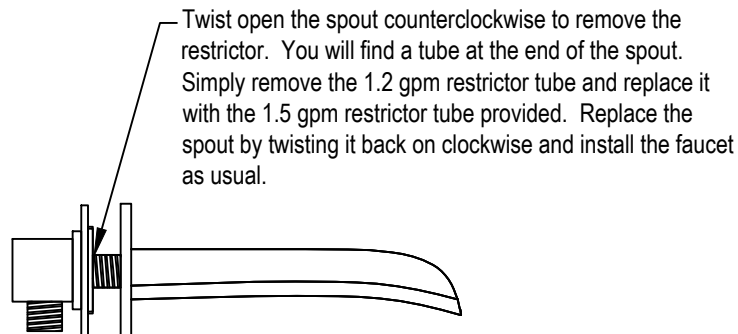 Twist open the spout counterclockwise to remove the
restrictor.  You will find a tube at the end of the spout.
Simply remove the 1.2 gpm restrictor tube and replace it
with the 1.5 gpm restrictor tube provided.  Replace the
spout by twisting it back on clockwise and install the faucet
as usual.